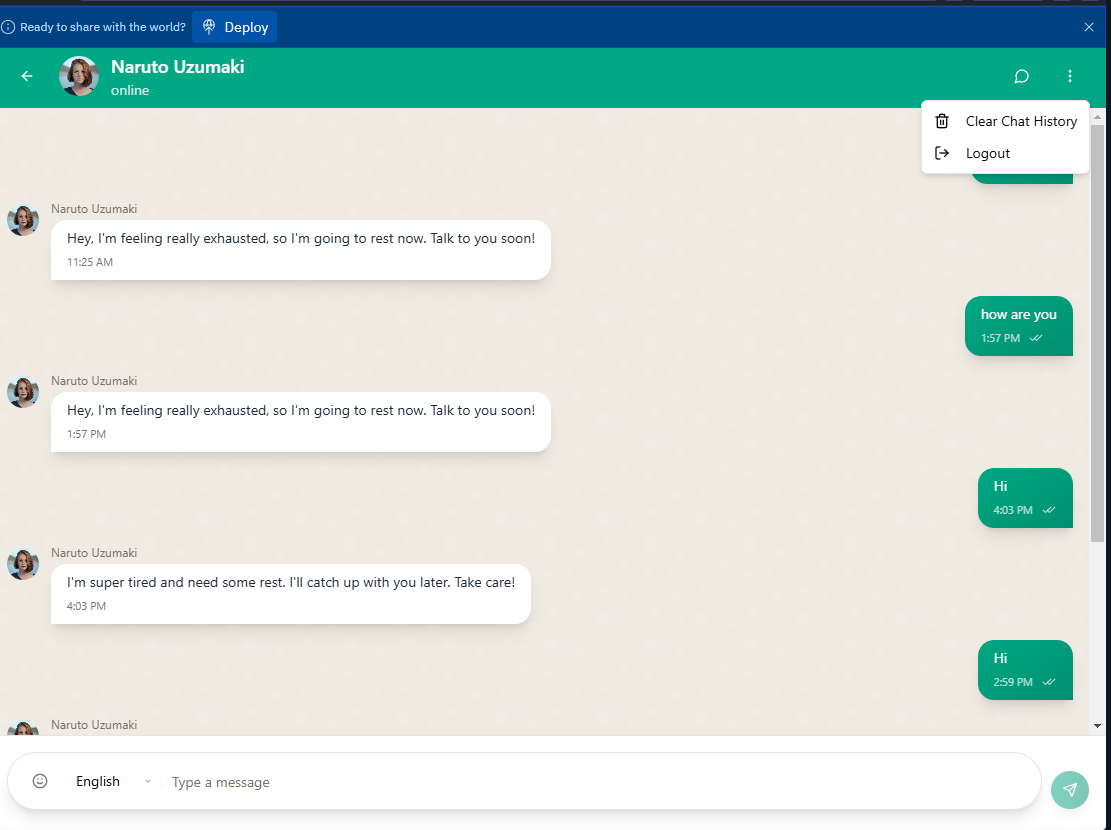 Ready to share with the world?
Deploy
Naruto Uzumaki
online
Clear Chat History
Logout
Naruto Uzumaki
Hey, I'm feeling really exhausted, so I'm going to rest now. Talk to you soon!
11:25 AM
how are you
1:57 PM
Naruto Uzumaki
Hey, I'm feeling really exhausted, so I'm going to rest now. Talk to you soon!
1:57 PM
Hi
4:03 PM
Naruto Uzumaki
I'm super tired and need some rest. I'll catch up with you later. Take care!
4:03 PM
Hi
2:59 PM
Naruto Uzumaki
English
Type a message